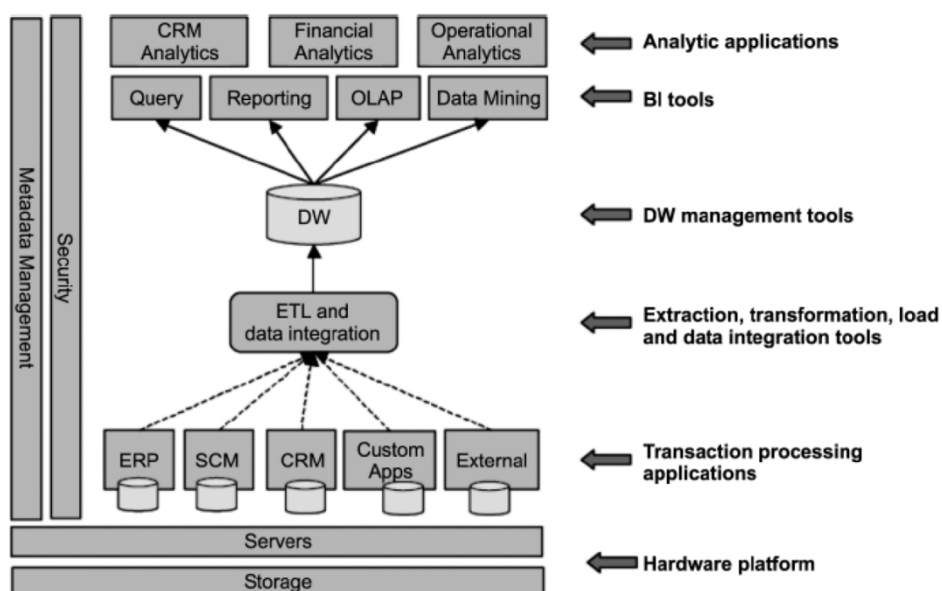 CRM
Analytics
Financial
Analytics
Operational
Analytics
Analytic applications
Query
Reporting
OLAP
Data Mining
BI tools
Metadata Management
Security
DW
DW management tools
ETL and
data integration
Extraction, transformation, load
and data integration tools
ERP
SCM
CRM
Custom
Apps
External
Transaction processing
applications
Servers
Hardware platform
Storage